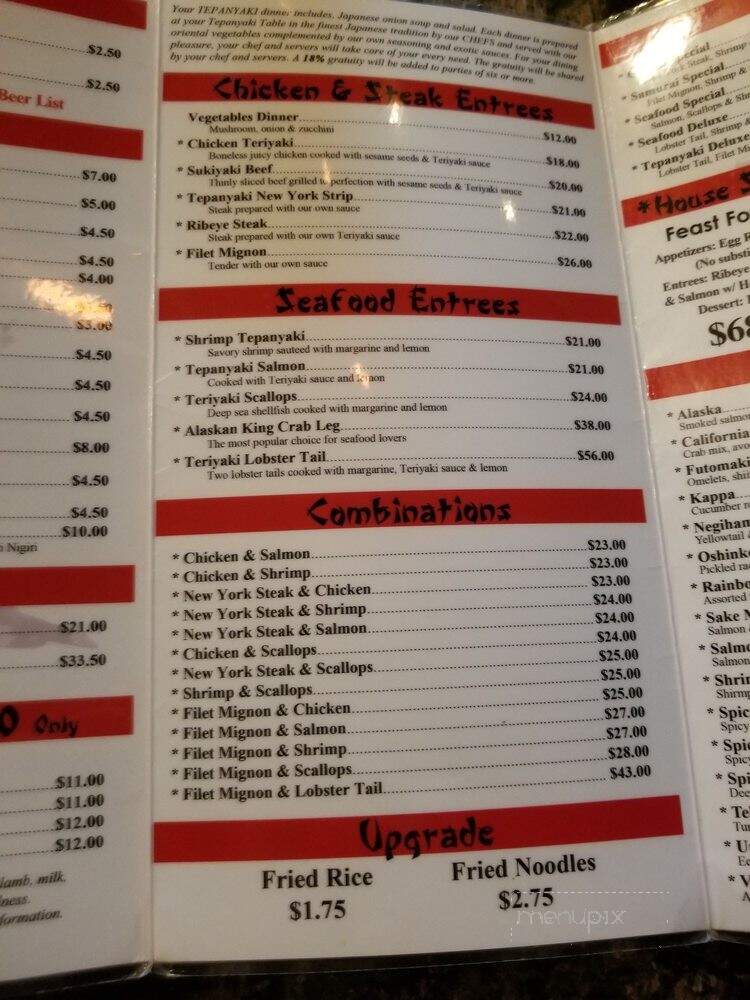 $2.50
$2.50
Beer List
$7.00
$5.00
$4.50
$4.50
$4.00
$3.00
$4.50
$4.50
$4.50
$8.00
$4.50
$4.50
$10.00
Nigiri
$21.00
$33.50
Only
$11.00
$11.00
$12.00
$12.00
lamb, milk,
Your TEPANYAKI dinner includes, Japanese onion soup and salad. Each dinner is prepared
at your Tepanyaki Table in the finest Japanese tradition by our CHEFS and served with our
oriental vegetables complemented by our own seasoning and exotic sauces. For your dining
pleasure, your chef and servers will take care of your every need. The gratuity will be shared
by your chef and servers. A 18% gratuity will be added to parties of six or more.
Chicken & Steak Entrees
Vegetables Dinner $12.00
Mushroom, onion & zucchini
* Chicken Teriyaki $18.00
Boneless juicy chicken cooked with sesame seeds & Teriyaki sauce
* Sukiyaki Beef $20.00
Thinly sliced beef grilled to perfection with sesame seeds & Teriyaki sauce
* Tepanyaki New York Strip $21.00
Steak prepared with our own sauce
* Ribeye Steak $22.00
Steak prepared with our own Teriyaki sauce
* Filet Mignon $26.00
Tender with our own sauce
Seafood Entrees
* Shrimp Tepanyaki $21.00
Savory shrimp sauteed with margarine and lemon
* Tepanyaki Salmon $21.00
Cooked with Teriyaki sauce and lemon
* Teriyaki Scallops $24.00
Deep sea shellfish cooked with margarine and lemon
* Alaskan King Crab Leg $38.00
The most popular choice for seafood lovers
* Teriyaki Lobster Tail $56.00
Two lobster tails cooked with margarine, Teriyaki sauce & lemon
Combinations
* Chicken & Salmon $23.00
* Chicken & Shrimp $23.00
* New York Steak & Chicken $23.00
* New York Steak & Shrimp $24.00
* New York Steak & Salmon $24.00
* Chicken & Scallops $24.00
* New York Steak & Scallops $25.00
* Shrimp & Scallops $25.00
* Filet Mignon & Chicken $25.00
* Filet Mignon & Salmon $27.00
* Filet Mignon & Shrimp $27.00
* Filet Mignon & Scallops $28.00
* Filet Mignon & Lobster Tail $43.00
Upgrade
Fried Rice Fried Noodles
$1.75 $2.75
menupix
Special
Steak, Shrimp
* Samurai Special
Filet Mignon, Shrimp &
* Seafood Special
Salmon, Scallops &
* Seafood Deluxe
Lobster Tail, Shrimp &
* Tepanyaki Deluxe
Lobster Tail, Filet
* House
Feast
Appetizers: Egg
(No
Entrees: Ribeye
& Salmon w/
Dessert:
* Alaska
Smoked
* California
Crab mix,
* Futomaki
Omelets,
* Kappa
Cucumber
*
Yellowtail
*
Pickled
*
Assorted
* Sake
Salmon
*
Salmon
*
*
Spicy
*
*